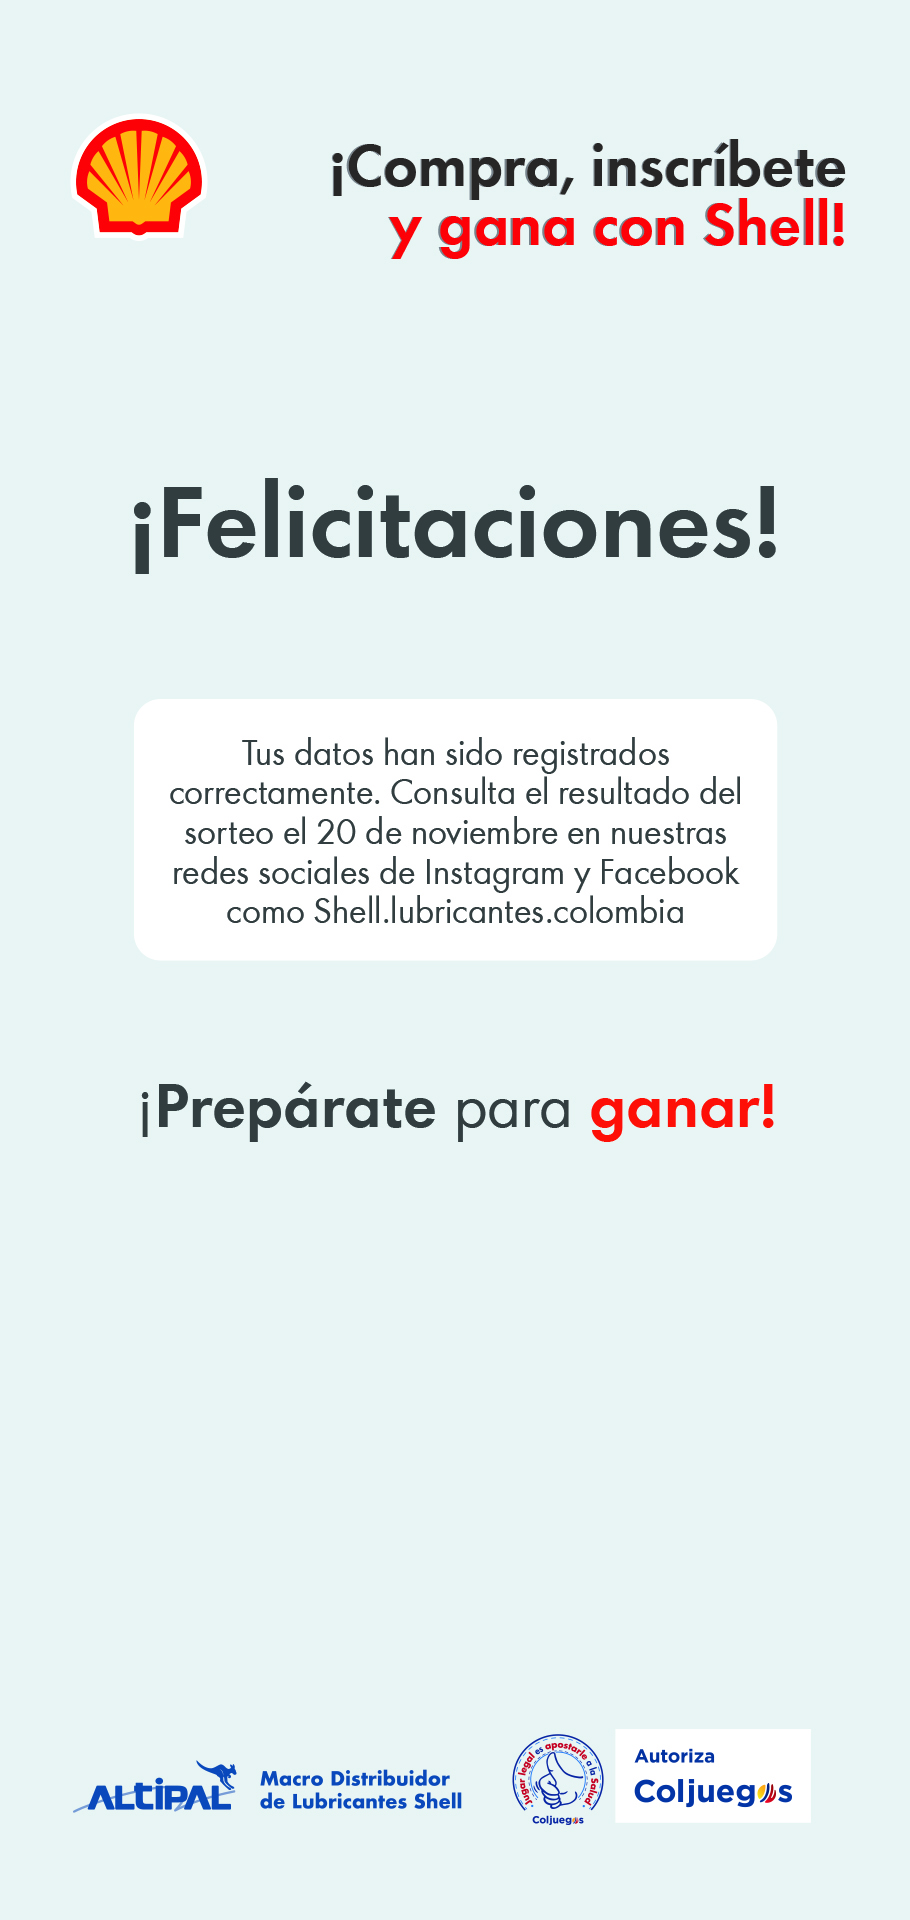 ¡Compra, inscríbete
y gana con Shell!
¡Felicitaciones!
Tus datos han sido registrados
correctamente. Consulta el resultado del
sorteo el 20 de noviembre en nuestras
redes sociales de Instagram y Facebook
como Shell.lubricantes.colombia
¡Prepárate para ganar!
ALTIPAL
Macro Distribuidor
de Lubricantes Shell
Jugar legal es apostarle a la Salud
Coljuegos
Autoriza
Coljuegos